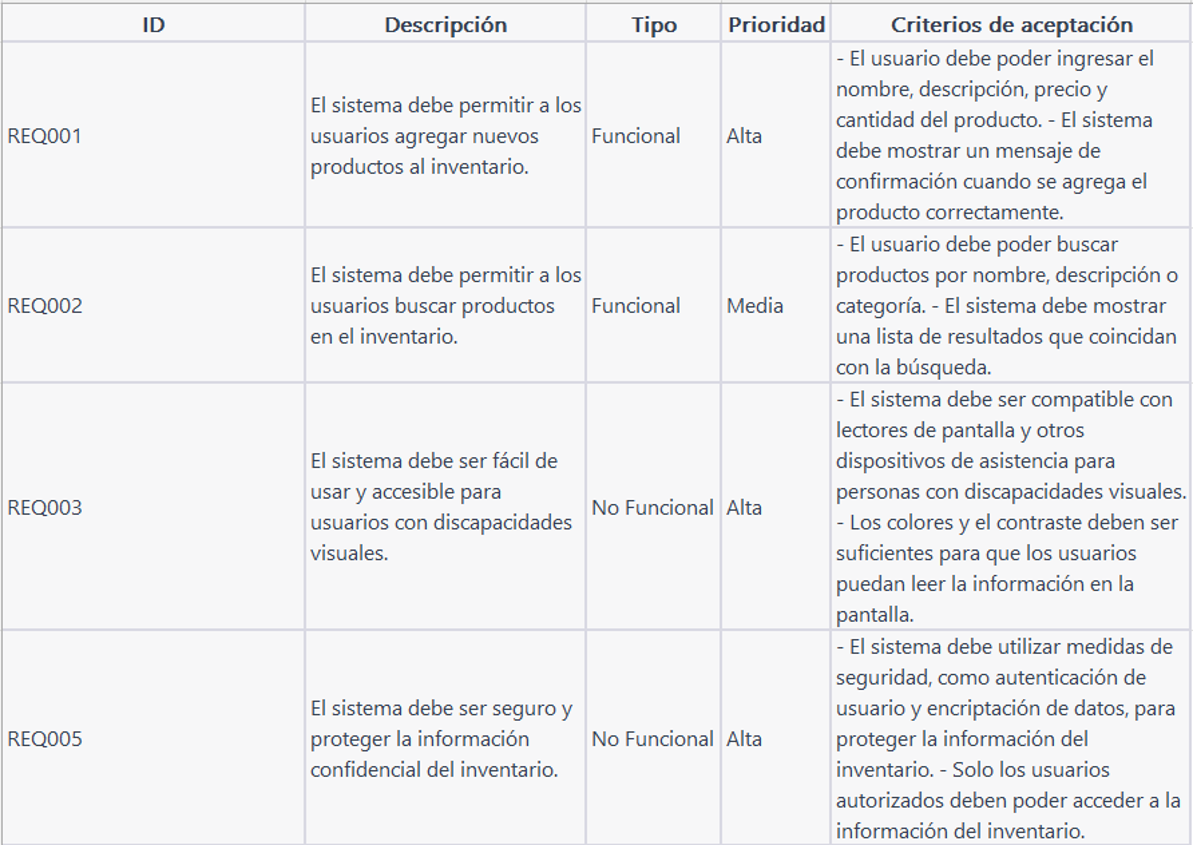 ID Descripción Tipo Prioridad Criterios de aceptación
REQ001
El sistema debe permitir a los
usuarios agregar nuevos
productos al inventario.
Funcional
Alta
- El usuario debe poder ingresar el
nombre, descripción, precio y
cantidad del producto. - El sistema
debe mostrar un mensaje de
confirmación cuando se agrega el
producto correctamente.
REQ002
El sistema debe permitir a los
usuarios buscar productos
en el inventario.
Funcional
Media
- El usuario debe poder buscar
productos por nombre, descripción o
categoría. - El sistema debe mostrar
una lista de resultados que coincidan
con la búsqueda.
REQ003
El sistema debe ser fácil de
usar y accesible para
usuarios con discapacidades
visuales.
No Funcional
Alta
- El sistema debe ser compatible con
lectores de pantalla y otros
dispositivos de asistencia para
personas con discapacidades visuales.
- Los colores y el contraste deben ser
suficientes para que los usuarios
puedan leer la información en la
pantalla.
REQ005
El sistema debe ser seguro y
proteger la información
confidencial del inventario.
No Funcional
Alta
- El sistema debe utilizar medidas de
seguridad, como autenticación de
usuario y encriptación de datos, para
proteger la información del
inventario. - Solo los usuarios
autorizados deben poder acceder a la
información del inventario.